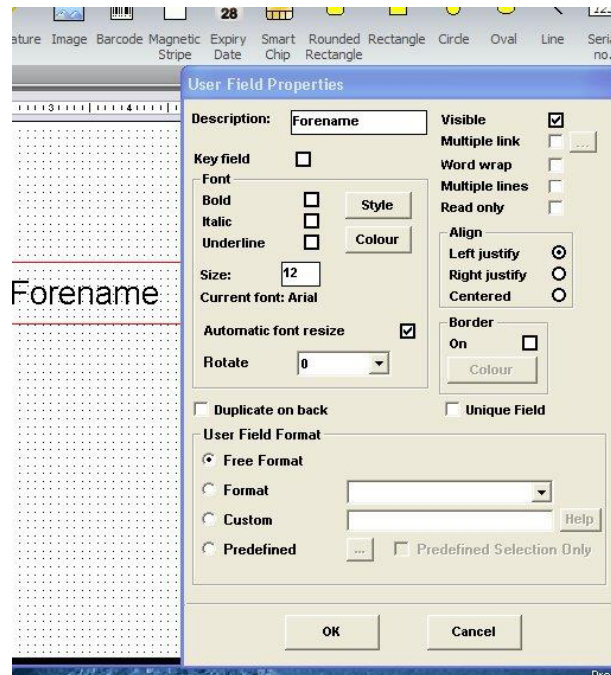 28
123
ature Image Barcode Magnetic Stripe Expiry Date Smart Chip Rounded Rectangle Rectangle Circle Oval Line Seria no.
User Field Properties
3 4
Description: Forename
Visible
Multiple link ...
Key field
Word wrap
Font
Multiple lines
Bold
Style
Read only
Italic
Align
Underline
Colour
Left justify
Size: 12
Right justify
Forename
Current font: Arial
Centered
Automatic font resize
Border
On
Rotate 0
Colour
Duplicate on back
Unique Field
User Field Format
Free Format
Format
Custom
Help
Predefined ... Predefined Selection Only
OK Cancel
Pro